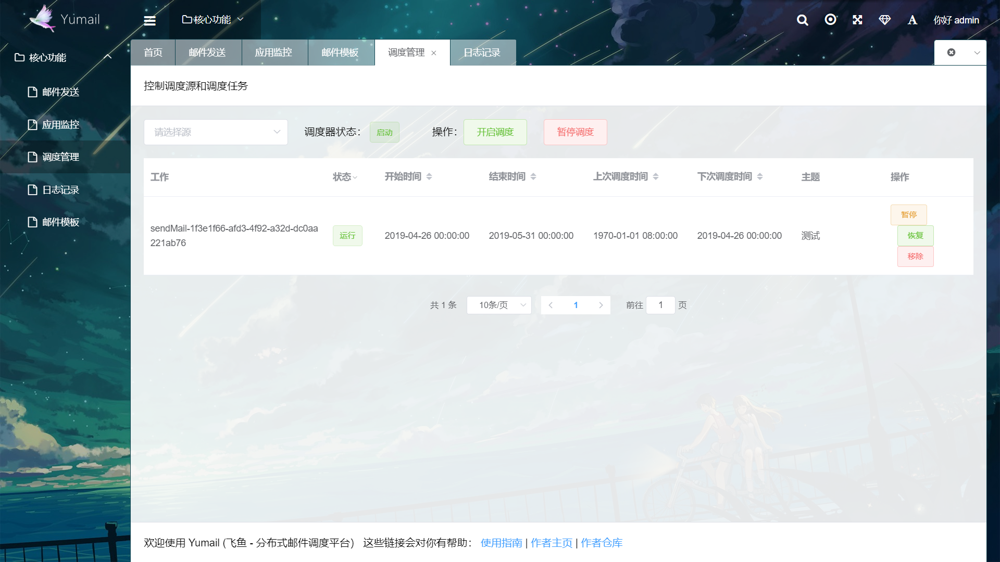 Yumail
核心功能
你好 admin
核心功能
邮件发送
应用监控
调度管理
日志记录
邮件模板
首页 邮件发送 应用监控 邮件模板 调度管理 日志记录
控制调度源和调度任务
请选择源 调度器状态： 启动 操作： 开启调度 暂停调度
工作 状态 开始时间 结束时间 上次调度时间 下次调度时间 主题 操作
sendMail-1f3e1f66-afd3-4f92-a32d-dc0aa
221ab76
运行 2019-04-26 00:00:00 2019-05-31 00:00:00 1970-01-01 08:00:00 2019-04-26 00:00:00 测试
暂停
恢复
移除
共 1 条 10条/页 1 前往 1 页
欢迎使用 Yumail (飞鱼 - 分布式邮件调度平台） 这些链接会对你有帮助： 使用指南 | 作者主页 | 作者仓库